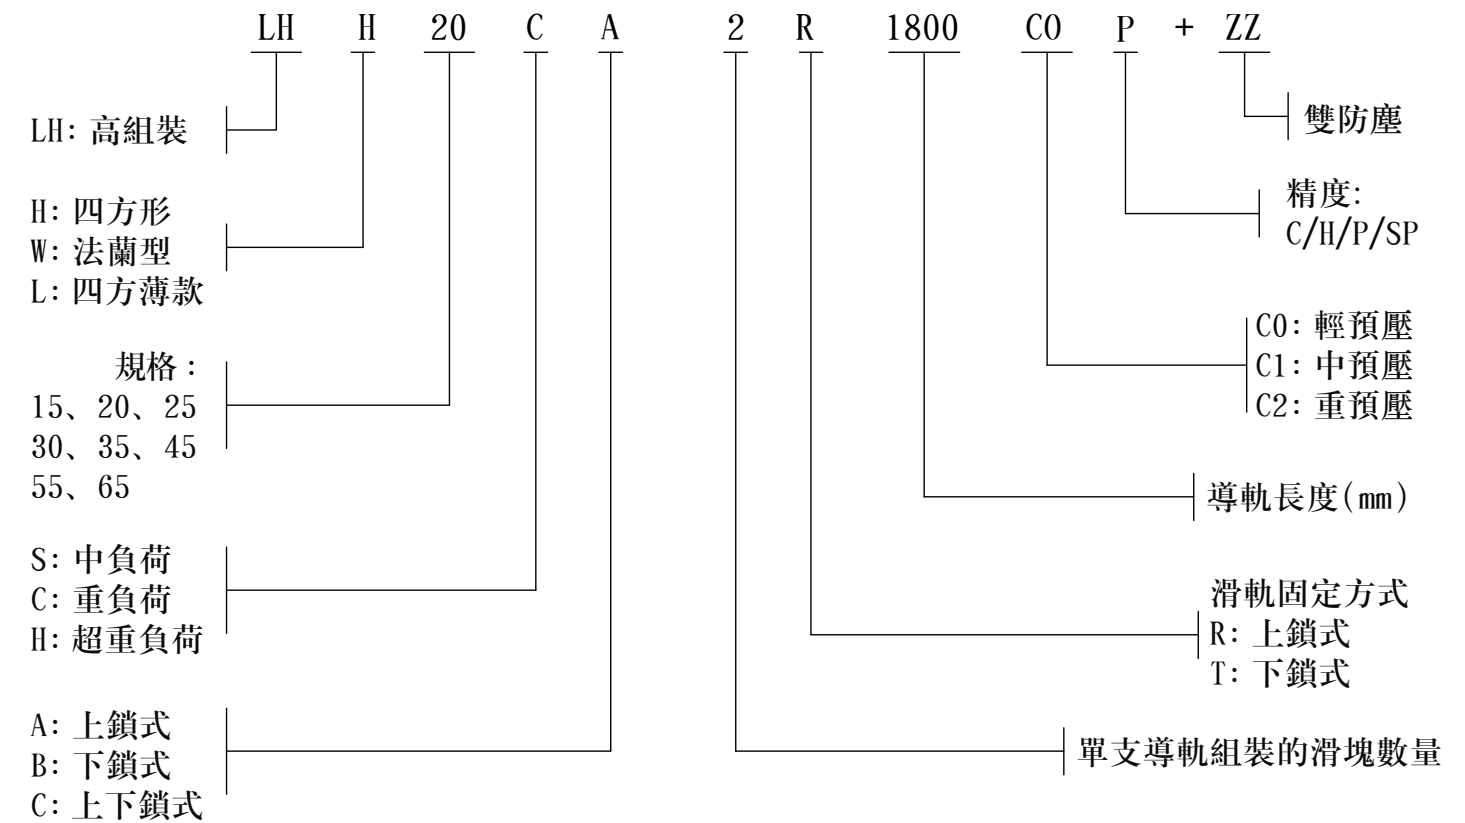 LH H 20 C A 2 R 1800 C0 P + ZZ
LH: 高組裝
H: 四方形
W: 法蘭型
L: 四方薄款
規格:
15、20、25
30、35、45
55、65
S: 中負荷
C: 重負荷
H: 超重負荷
A: 上鎖式
B: 下鎖式
C: 上下鎖式
雙防塵
精度:
C/H/P/SP
C0: 輕預壓
C1: 中預壓
C2: 重預壓
導軌長度(mm)
滑軌固定方式
R: 上鎖式
T: 下鎖式
單支導軌組裝的滑塊數量